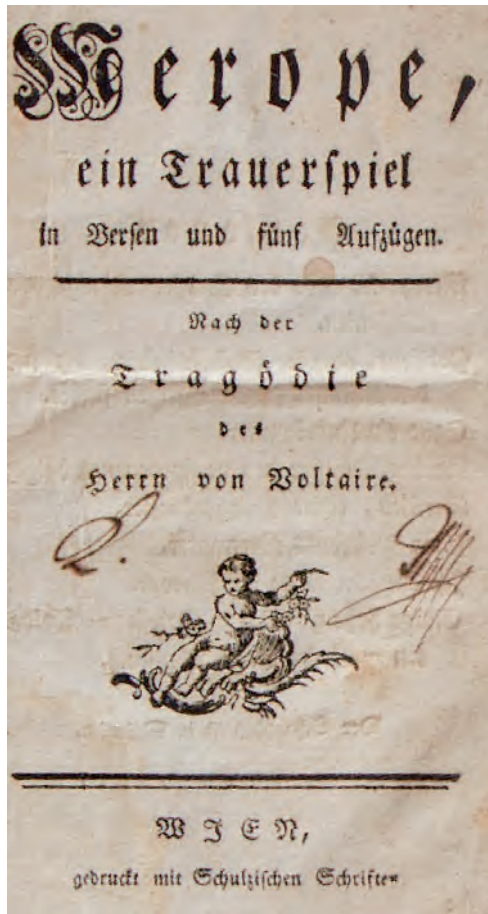 Merope,
ein Trauerſpiel
in Verſen und fünf Aufzügen.
Nach der
Tragödie
des
Herrn von Voltaire.
WIEN,
gedruckt mit Schulziſchen Schriften